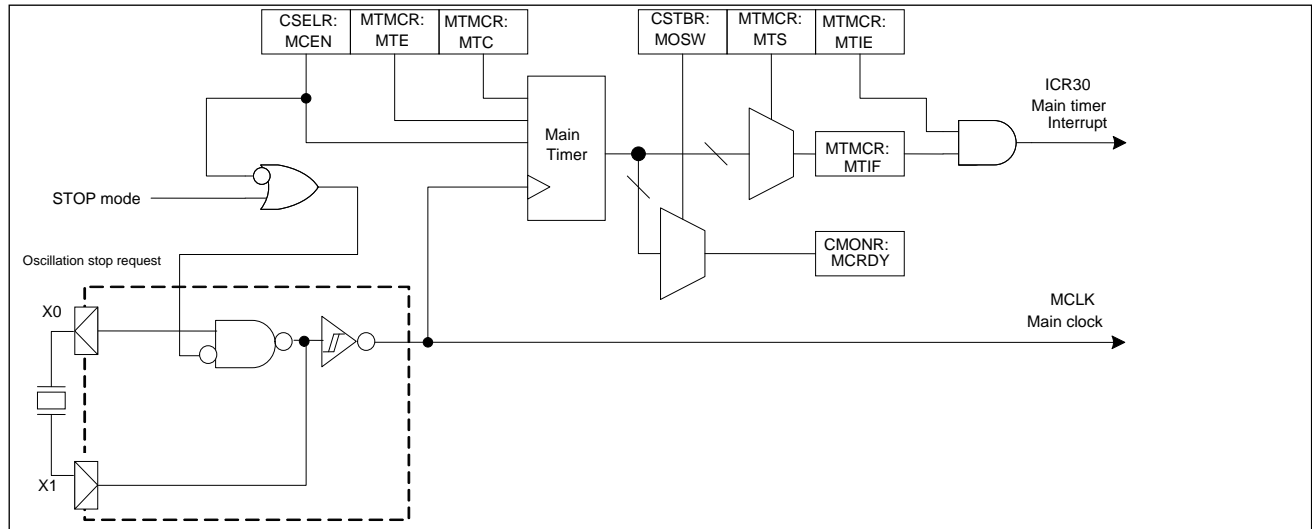 CSELR:
MCEN
MTMCR:
MTE
MTMCR:
MTC
CSTBR:
MOSW
MTMCR:
MTS
MTMCR:
MTIE
ICR30
Main timer
Interrupt
Main
Timer
MTMCR:
MTIF
STOP mode
CMONR:
MCRDY
Oscillation stop request
X0
MCLK
Main clock
X1